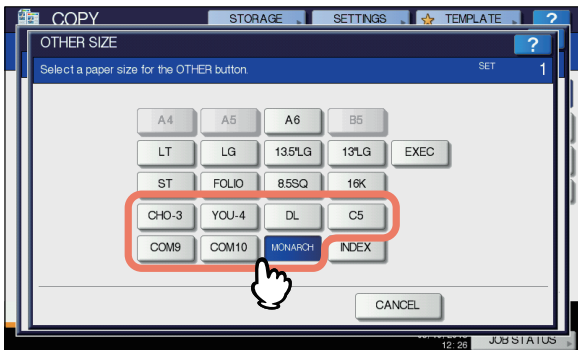 COPY STORAGE SETTINGS TEMPLATE ?
OTHER SIZE ?
Select a paper size for the OTHER button. SET 1
A4 A5 A6 B5
LT LG 13.5"LG 13"LG EXEC
ST FOLIO 8.5SQ 16K
CHO-3 YOU-4 DL C5
COM9 COM10 MONARCH INDEX
CANCEL
12:26 JOB STATUS